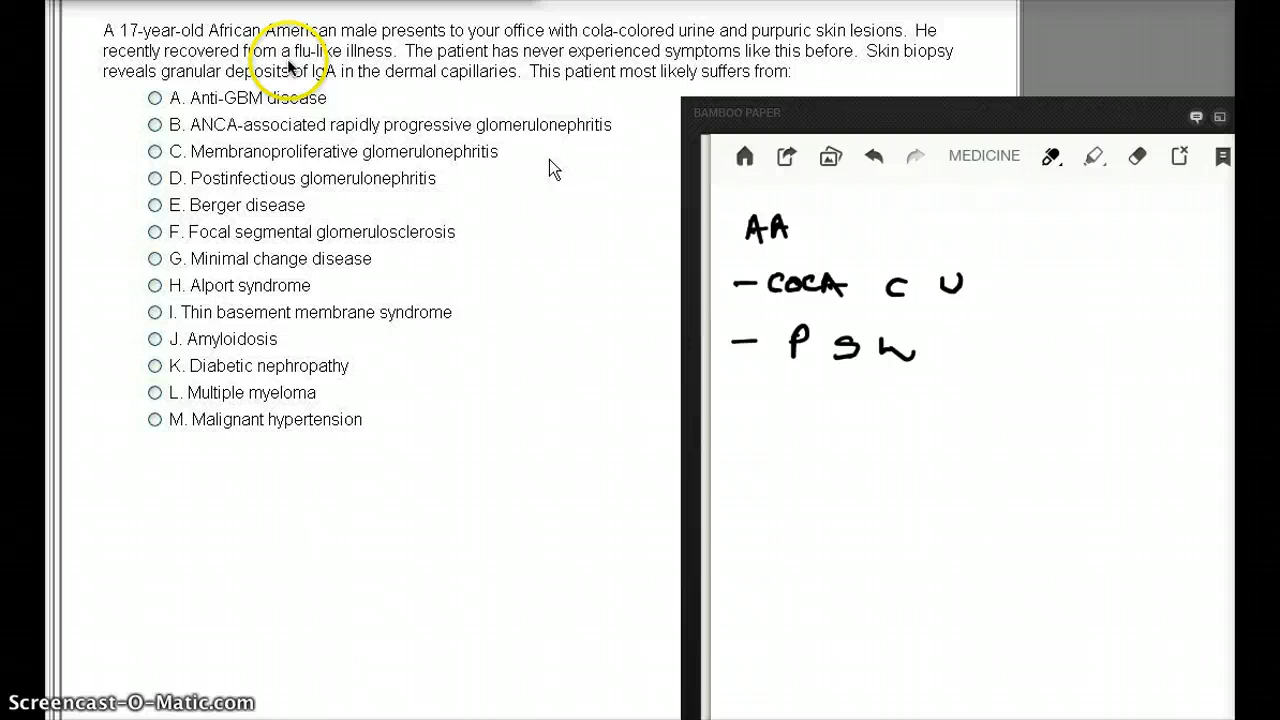 A 17-year-old African American male presents to your office with cola-colored urine and purpuric skin lesions. He
recently recovered from a flu-like illness. The patient has never experienced symptoms like this before. Skin biopsy
reveals granular deposits of IgA in the dermal capillaries. This patient most likely suffers from:
A. Anti-GBM disease
B. ANCA-associated rapidly progressive glomerulonephritis
C. Membranoproliferative glomerulonephritis
D. Postinfectious glomerulonephritis
E. Berger disease
F. Focal segmental glomerulosclerosis
G. Minimal change disease
H. Alport syndrome
I. Thin basement membrane syndrome
J. Amyloidosis
K. Diabetic nephropathy
L. Multiple myeloma
M. Malignant hypertension
BAMBOO PAPER
MEDICINE
AA
- COCA C U
- P S
Screencast-O-Matic.com